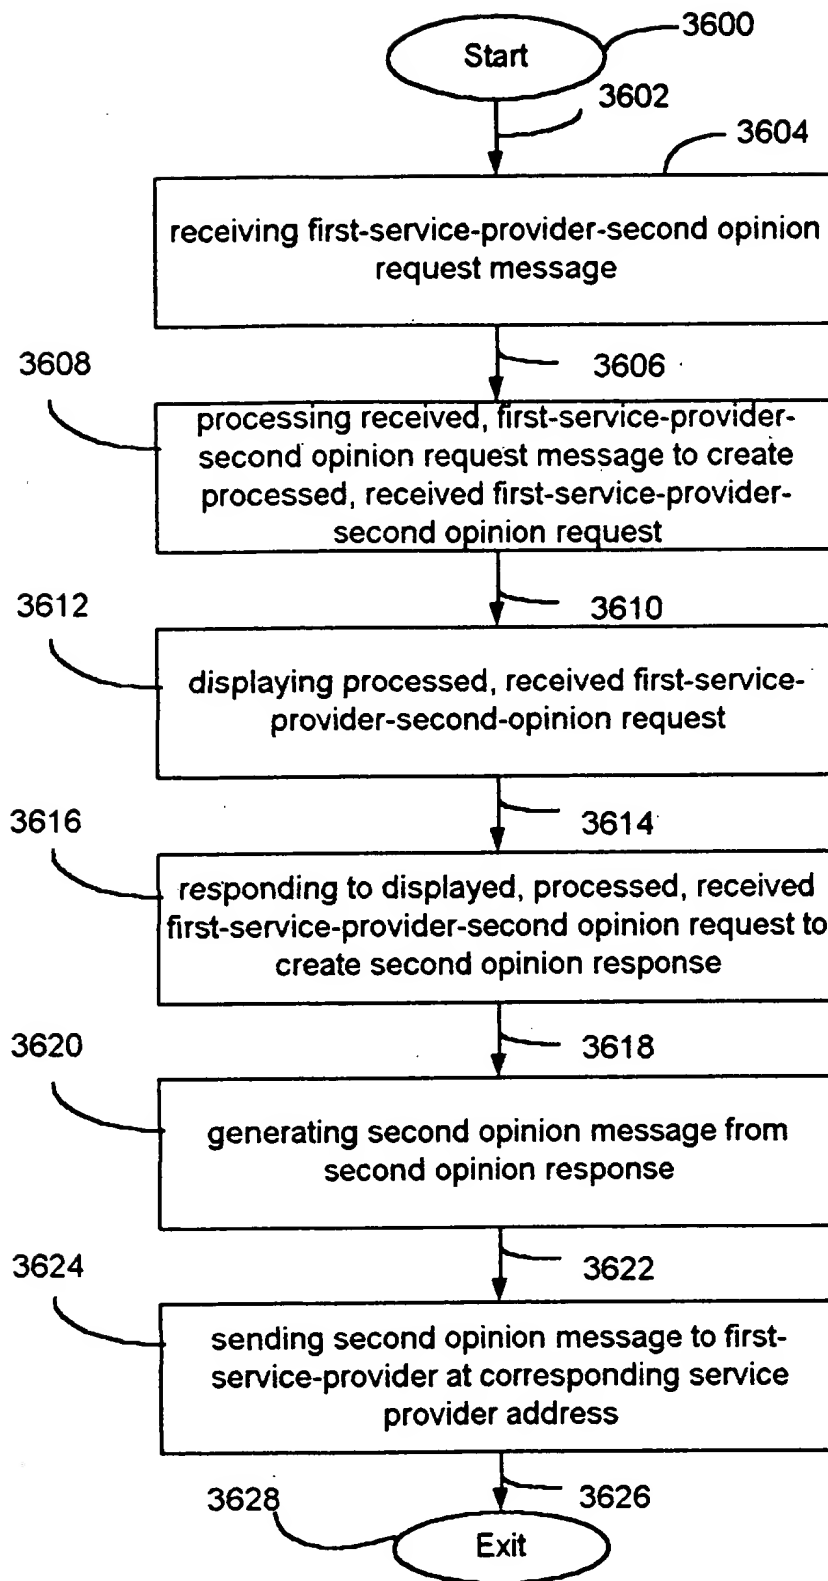 Start
3600
3602
3604
receiving first-service-provider-second opinion
request message
3606
3608
processing received, first-service-provider-
second opinion request message to create
processed, received first-service-provider-
second opinion request
3610
3612
displaying processed, received first-service-
provider-second-opinion request
3614
3616
responding to displayed, processed, received
first-service-provider-second opinion request to
create second opinion response
3618
3620
generating second opinion message from
second opinion response
3622
3624
sending second opinion message to first-
service-provider at corresponding service
provider address
3626
3628
Exit